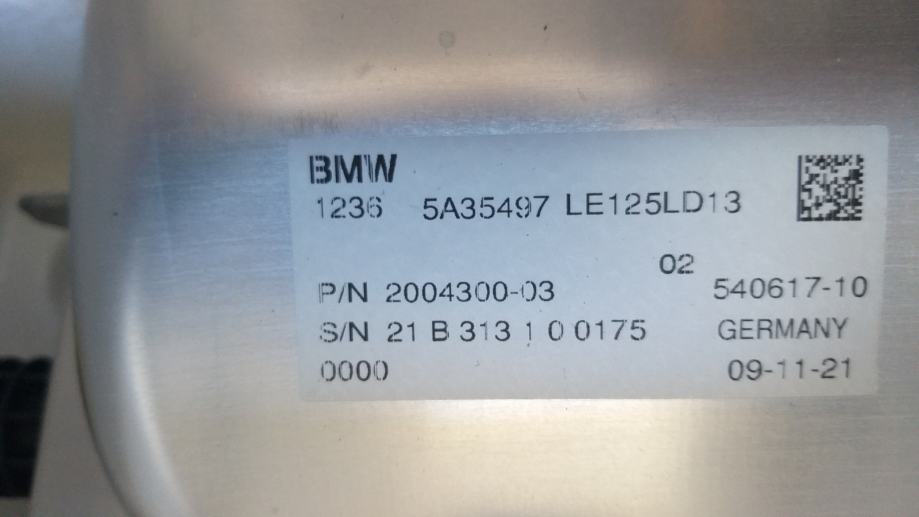 BMW
1236 5A35497 LE125LD13
02
P/N 2004300-03 540617-10
S/N 21 B 313 1 0 0175 GERMANY
0000 09-11-21